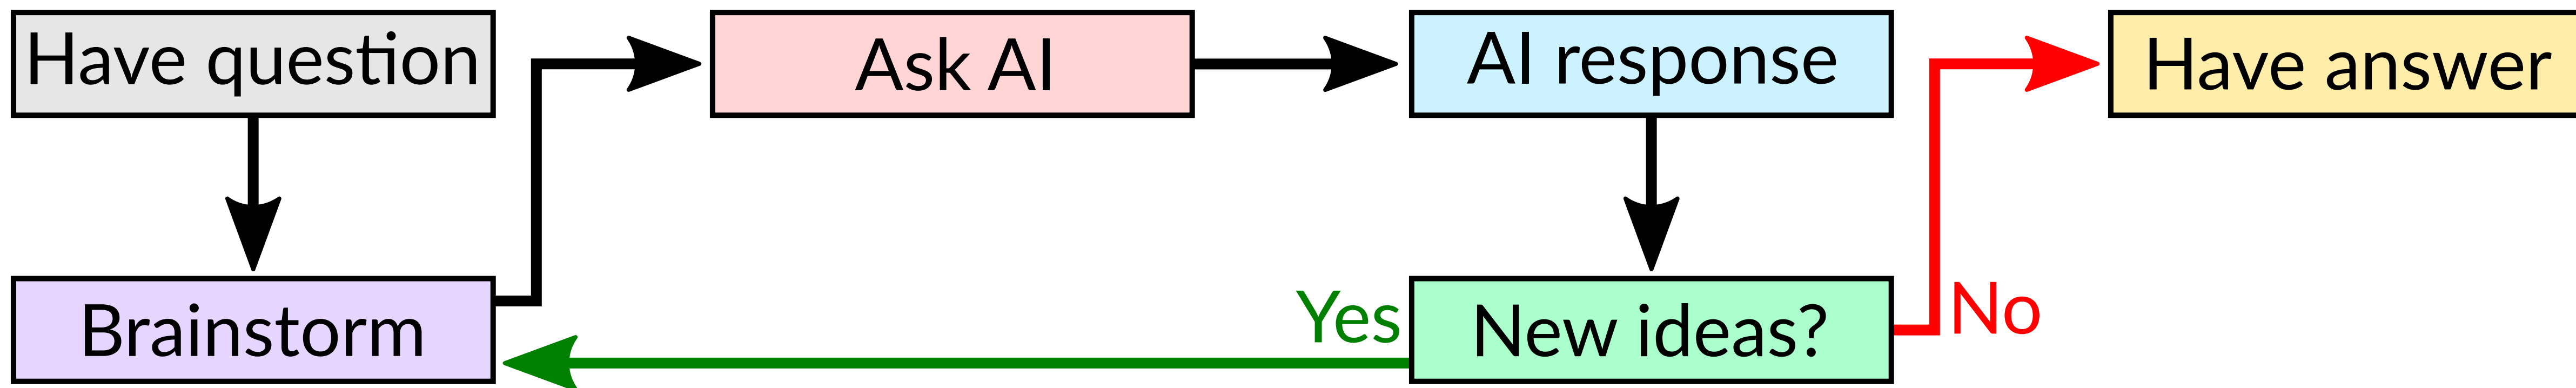 Have question
Ask AI
AI response
Have answer
Brainstorm
Yes
New ideas?
No